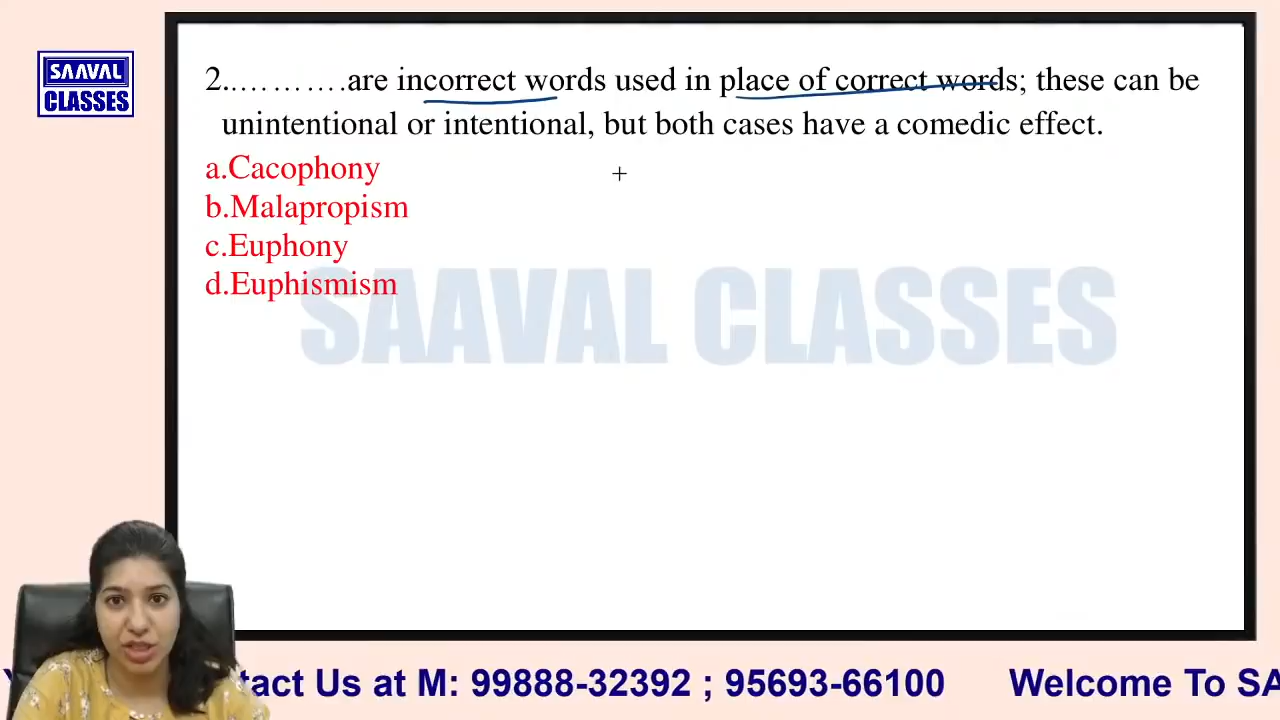 SAAVAL
CLASSES
2...........are incorrect words used in place of correct words; these can be
unintentional or intentional, but both cases have a comedic effect.
a.Cacophony
b.Malapropism
c.Euphony
d.Euphismism
SAAVAL CLASSES
tact Us at M: 99888-32392 ; 95693-66100 Welcome To SA